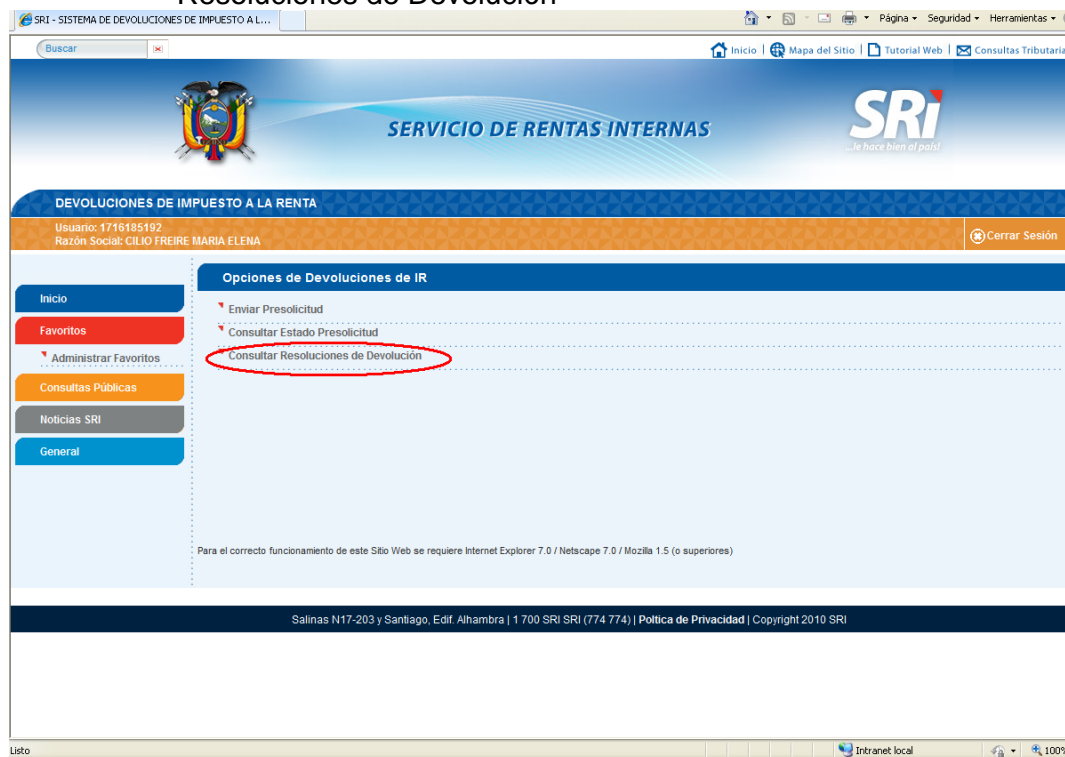 Resoluciones de Devolución
SRI - SISTEMA DE DEVOLUCIONES DE IMPUESTO A L...
Página Seguridad Herramientas
Buscar
Inicio | Mapa del Sitio | Tutorial Web | Consultas Tributaria
SERVICIO DE RENTAS INTERNAS
SRi
...le hace bien al país!
DEVOLUCIONES DE IMPUESTO A LA RENTA
Usuario: 1716185192
Razón Social: CILIO FREIRE MARIA ELENA
Cerrar Sesión
Opciones de Devoluciones de IR
Inicio
Favoritos
Administrar Favoritos
Consultas Públicas
Noticias SRI
General
Enviar Presolicitud
Consultar Estado Presolicitud
Consultar Resoluciones de Devolución
Para el correcto funcionamiento de este Sitio Web se requiere Internet Explorer 7.0 / Netscape 7.0 / Mozilla 1.5 (o superiores)
Salinas N17-203 y Santiago, Edif. Alhambra | 1 700 SRI SRI (774 774) | Poltica de Privacidad | Copyright 2010 SRI
Listo
Intranet local
100%